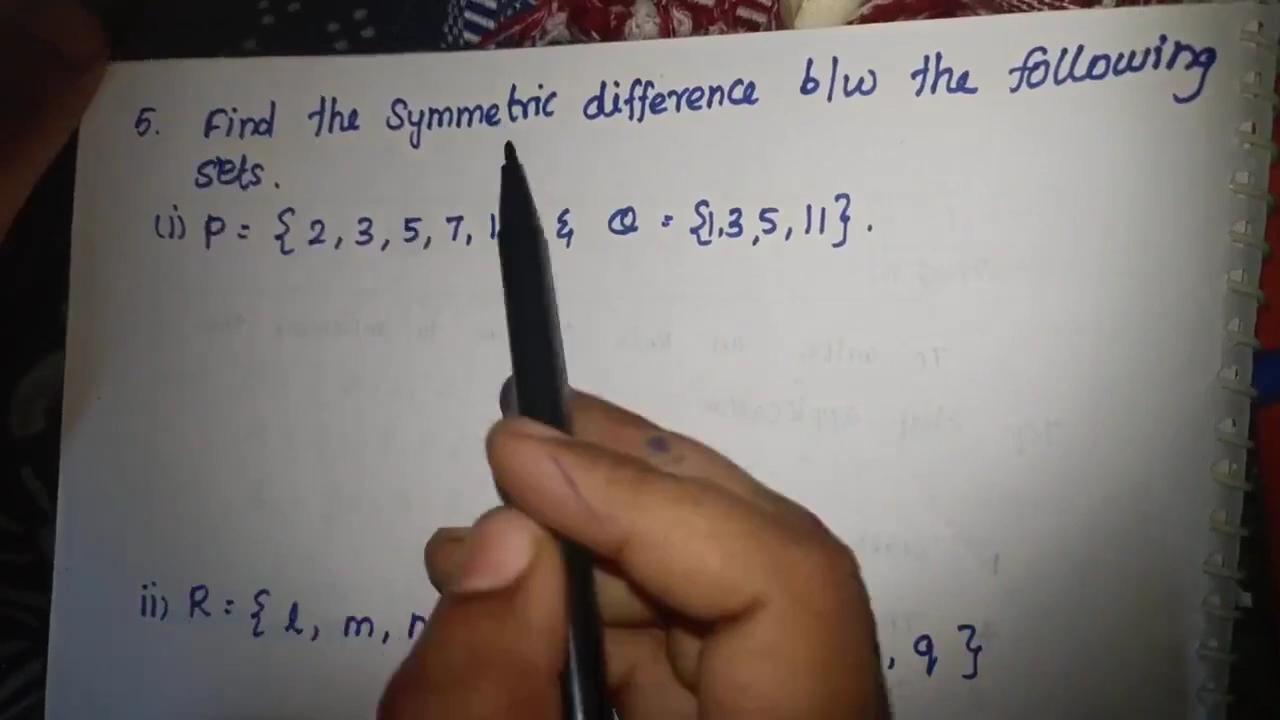 5. Find the Symmetric difference b/w the following
sets.
(i) P = { 2, 3, 5, 7, & Q = {1,3,5,11}.
ii) R = { l, m, , q }